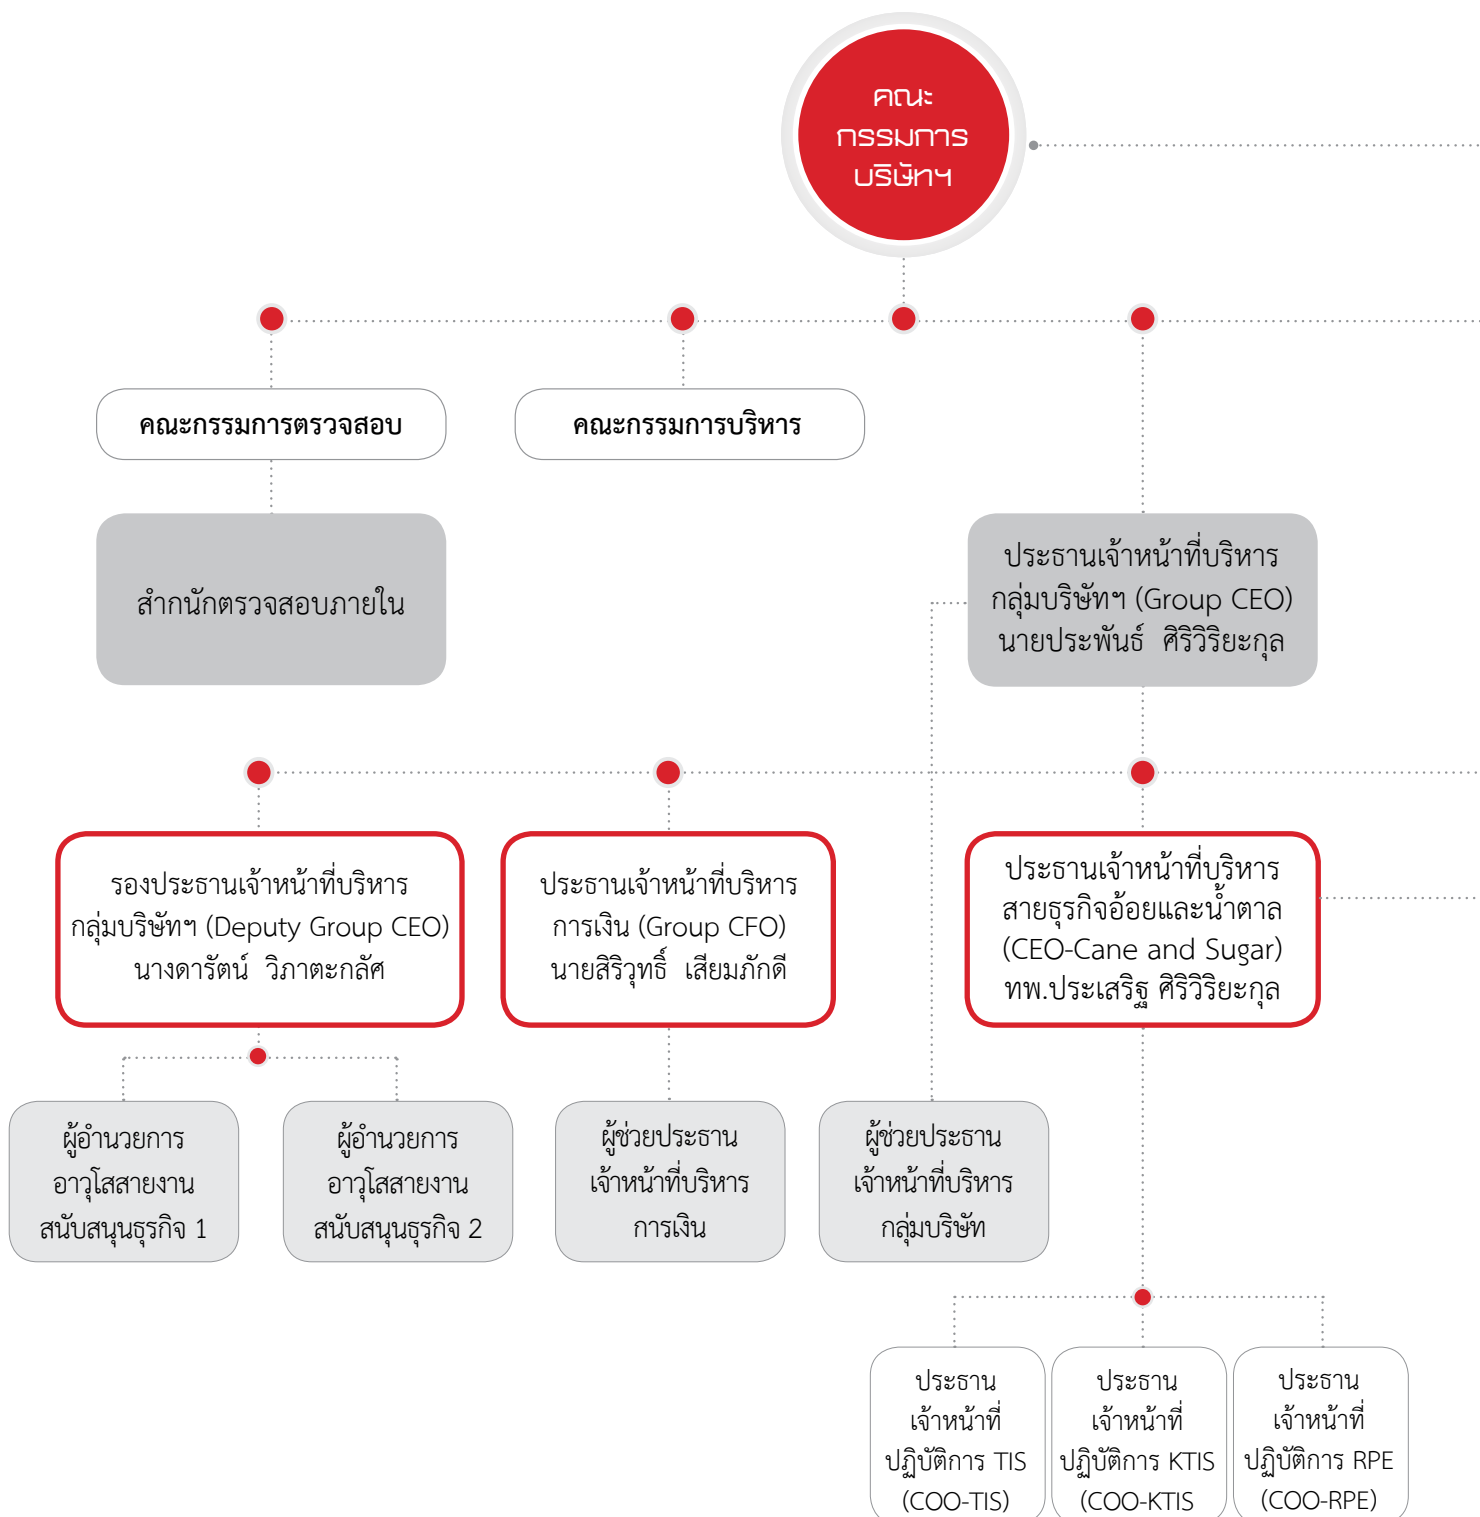 คณะ
กรรมการ
บริษัทฯ
คณะกรรมการตรวจสอบ
คณะกรรมการบริหาร
สำกนักตรวจสอบภายใน
ประธานเจ้าหน้าที่บริหาร
กลุ่มบริษัทฯ (Group CEO)
นายประพันธ์ ศิริวิริยะกุล
รองประธานเจ้าหน้าที่บริหาร
กลุ่มบริษัทฯ (Deputy Group CEO)
นางดารัตน์ วิภาตะกลัศ
ประธานเจ้าหน้าที่บริหาร
การเงิน (Group CFO)
นายสิริวุทธิ์ เสียมภักดี
ประธานเจ้าหน้าที่บริหาร
สายธุรกิจอ้อยและน้ำตาล
(CEO-Cane and Sugar)
ทพ.ประเสริฐ ศิริวิริยะกุล
ผู้อำนวยการ
อาวุโสสายงาน
สนับสนุนธุรกิจ 1
ผู้อำนวยการ
อาวุโสสายงาน
สนับสนุนธุรกิจ 2
ผู้ช่วยประธาน
เจ้าหน้าที่บริหาร
การเงิน
ผู้ช่วยประธาน
เจ้าหน้าที่บริหาร
กลุ่มบริษัท
ประธาน
เจ้าหน้าที่
ปฏิบัติการ TIS
(COO-TIS)
ประธาน
เจ้าหน้าที่
ปฏิบัติการ KTIS
(COO-KTIS
ประธาน
เจ้าหน้าที่
ปฏิบัติการ RPE
(COO-RPE)